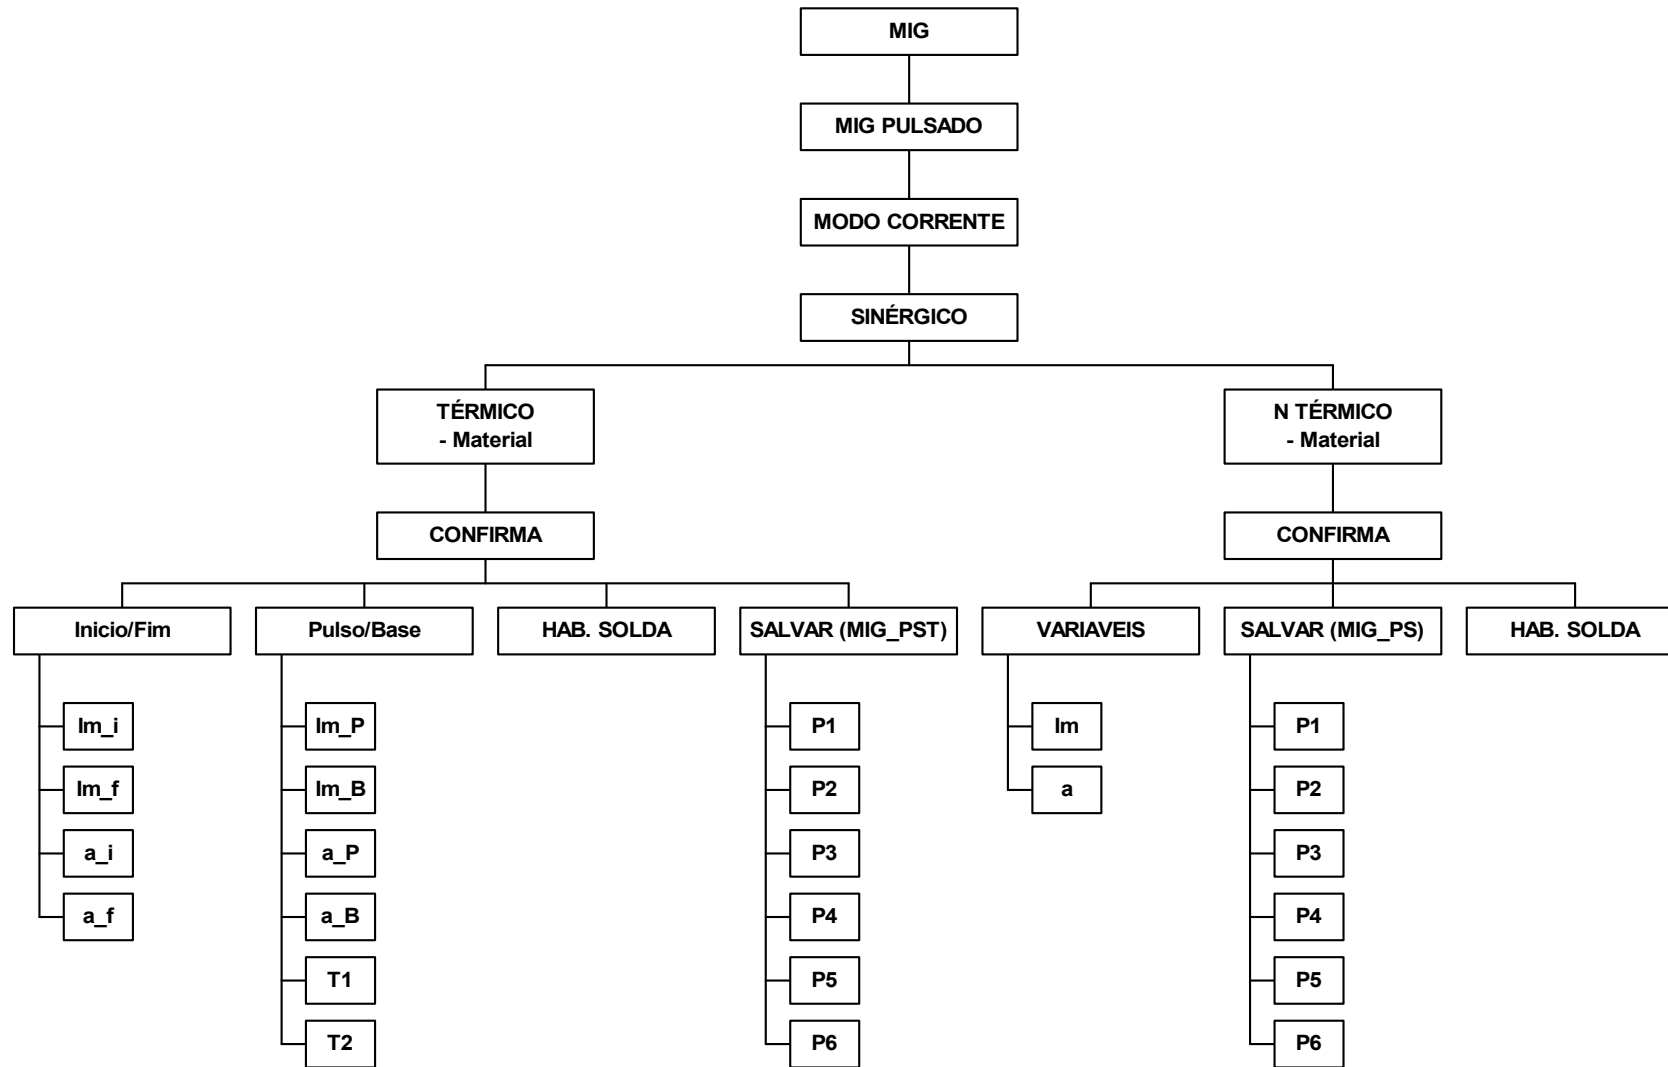 MIG
MIG PULSADO
MODO CORRENTE
SINÉRGICO
TÉRMICO
- Material
N TÉRMICO
- Material
CONFIRMA
CONFIRMA
Inicio/Fim
Pulso/Base
HAB. SOLDA
SALVAR (MIG_PST)
VARIAVEIS
SALVAR (MIG_PS)
HAB. SOLDA
Im_i
Im_f
a_i
a_f
Im_P
Im_B
a_P
a_B
T1
T2
P1
P2
P3
P4
P5
P6
Im
a
P1
P2
P3
P4
P5
P6